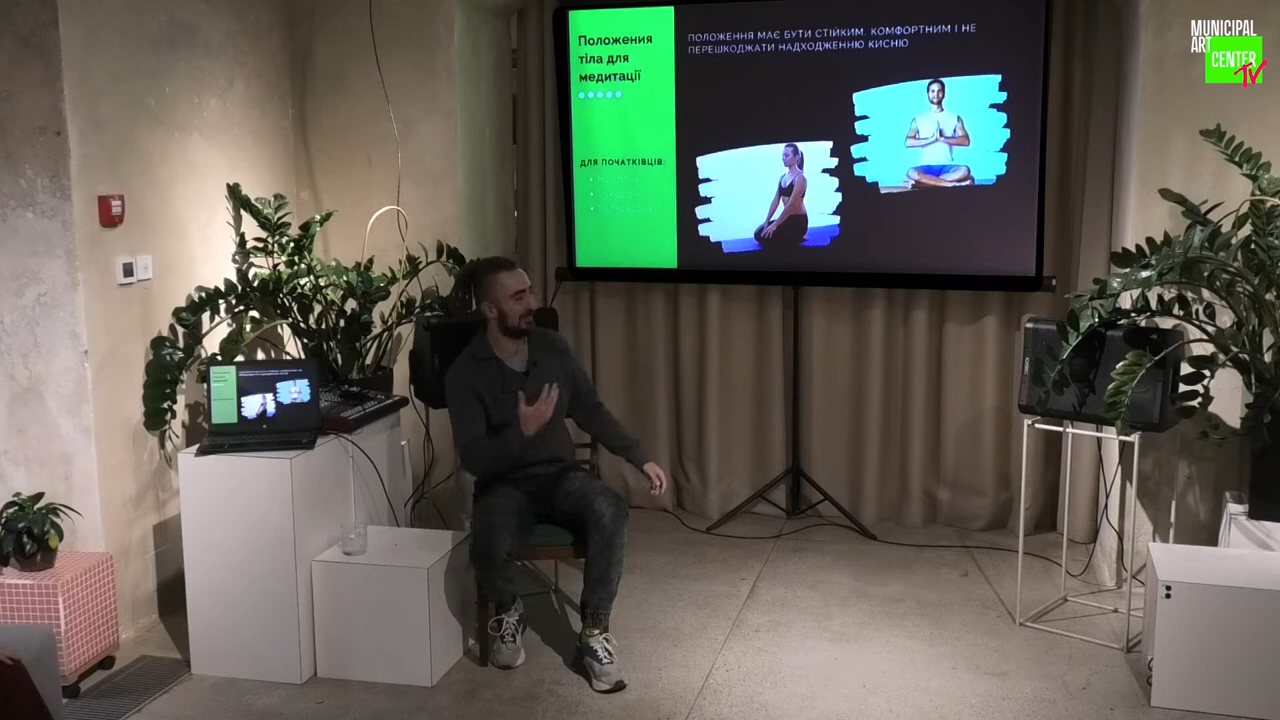 Положення
тіла для
медитації
ДЛЯ ПОЧАТКІВЦІВ:
ПОЛОЖЕННЯ МАЄ БУТИ СТІЙКИМ, КОМФОРТНИМ І НЕ
ПЕРЕШКОДЖАТИ НАДХОДЖЕННЮ КИСНЮ
MUNICIPAL
ART
CENTER
TV